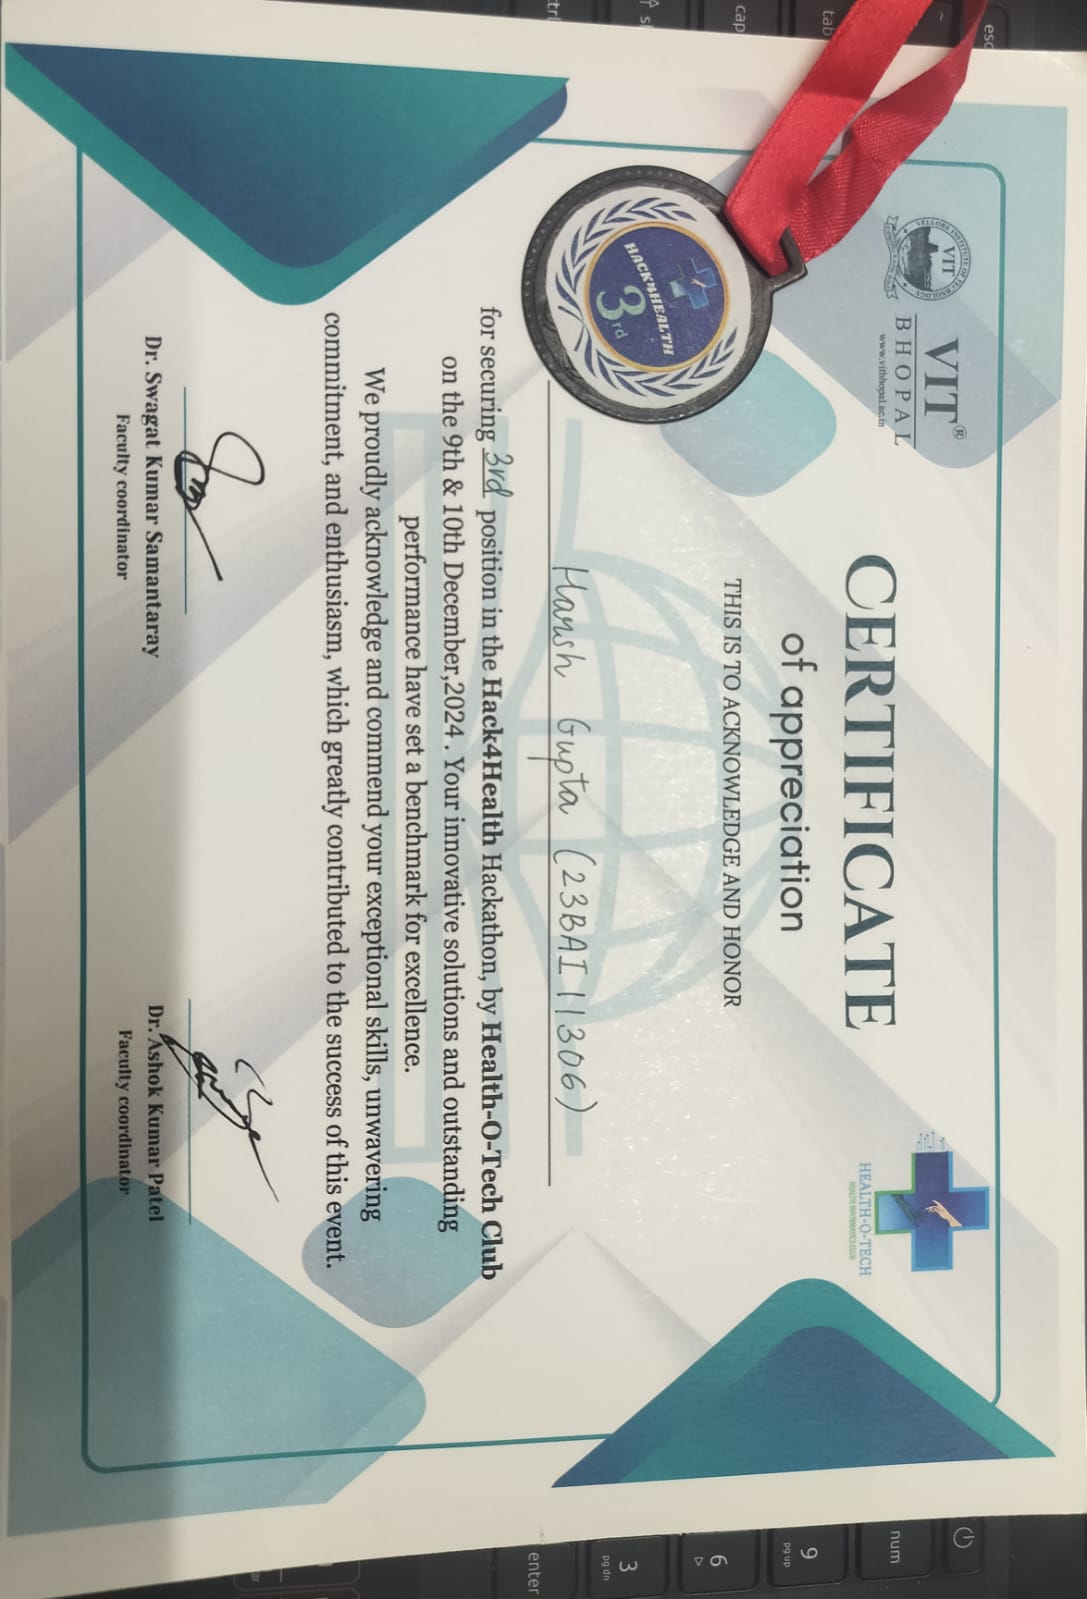 VELLORE INSTITUTE OF TECHNOLOGY
VIT
VIT®
BHOPAL
www.vitbhopal.ac.in
HEALTH-O-TECH
HEALTH INFORMATICS CLUB
CERTIFICATE
of appreciation
THIS IS TO ACKNOWLEDGE AND HONOR
HACK4HEALTH
3rd
Harsh Gupta (23BAI11306)
for securing 3rd position in the Hack4Health Hackathon, by Health-O-Tech Club
on the 9th & 10th December,2024 . Your innovative solutions and outstanding
performance have set a benchmark for excellence.
We proudly acknowledge and commend your exceptional skills, unwavering
commitment, and enthusiasm, which greatly contributed to the success of this event.
Dr. Swagat Kumar Samantaray
Faculty coordinator
Dr. Ashok Kumar Patel
Faculty coordinator
esc
tab
cap
num
9
pg up
6
3
pg dn
enter